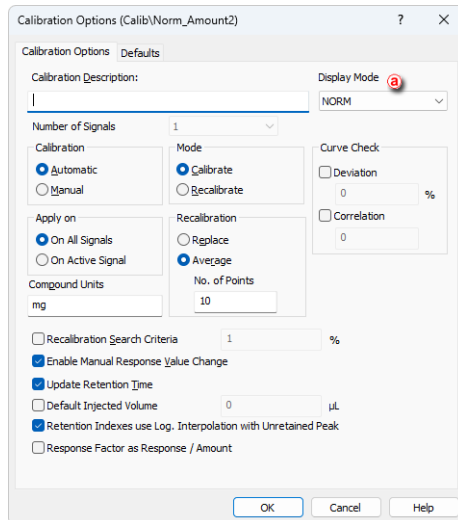 Calibration Options (Calib\Norm_Amount2) ? ×
Calibration Options Defaults
Calibration Description: Display Mode a
NORM
Number of Signals 1
Calibration Mode Curve Check
Automatic Calibrate Deviation
Manual Recalibrate 0 %
Correlation
0
Apply on Recalibration
On All Signals Replace
On Active Signal Average
Compound Units No. of Points
mg 10
Recalibration Search Criteria 1 %
Enable Manual Response Value Change
Update Retention Time
Default Injected Volume 0 µL
Retention Indexes use Log. Interpolation with Unretained Peak
Response Factor as Response / Amount
OK Cancel Help